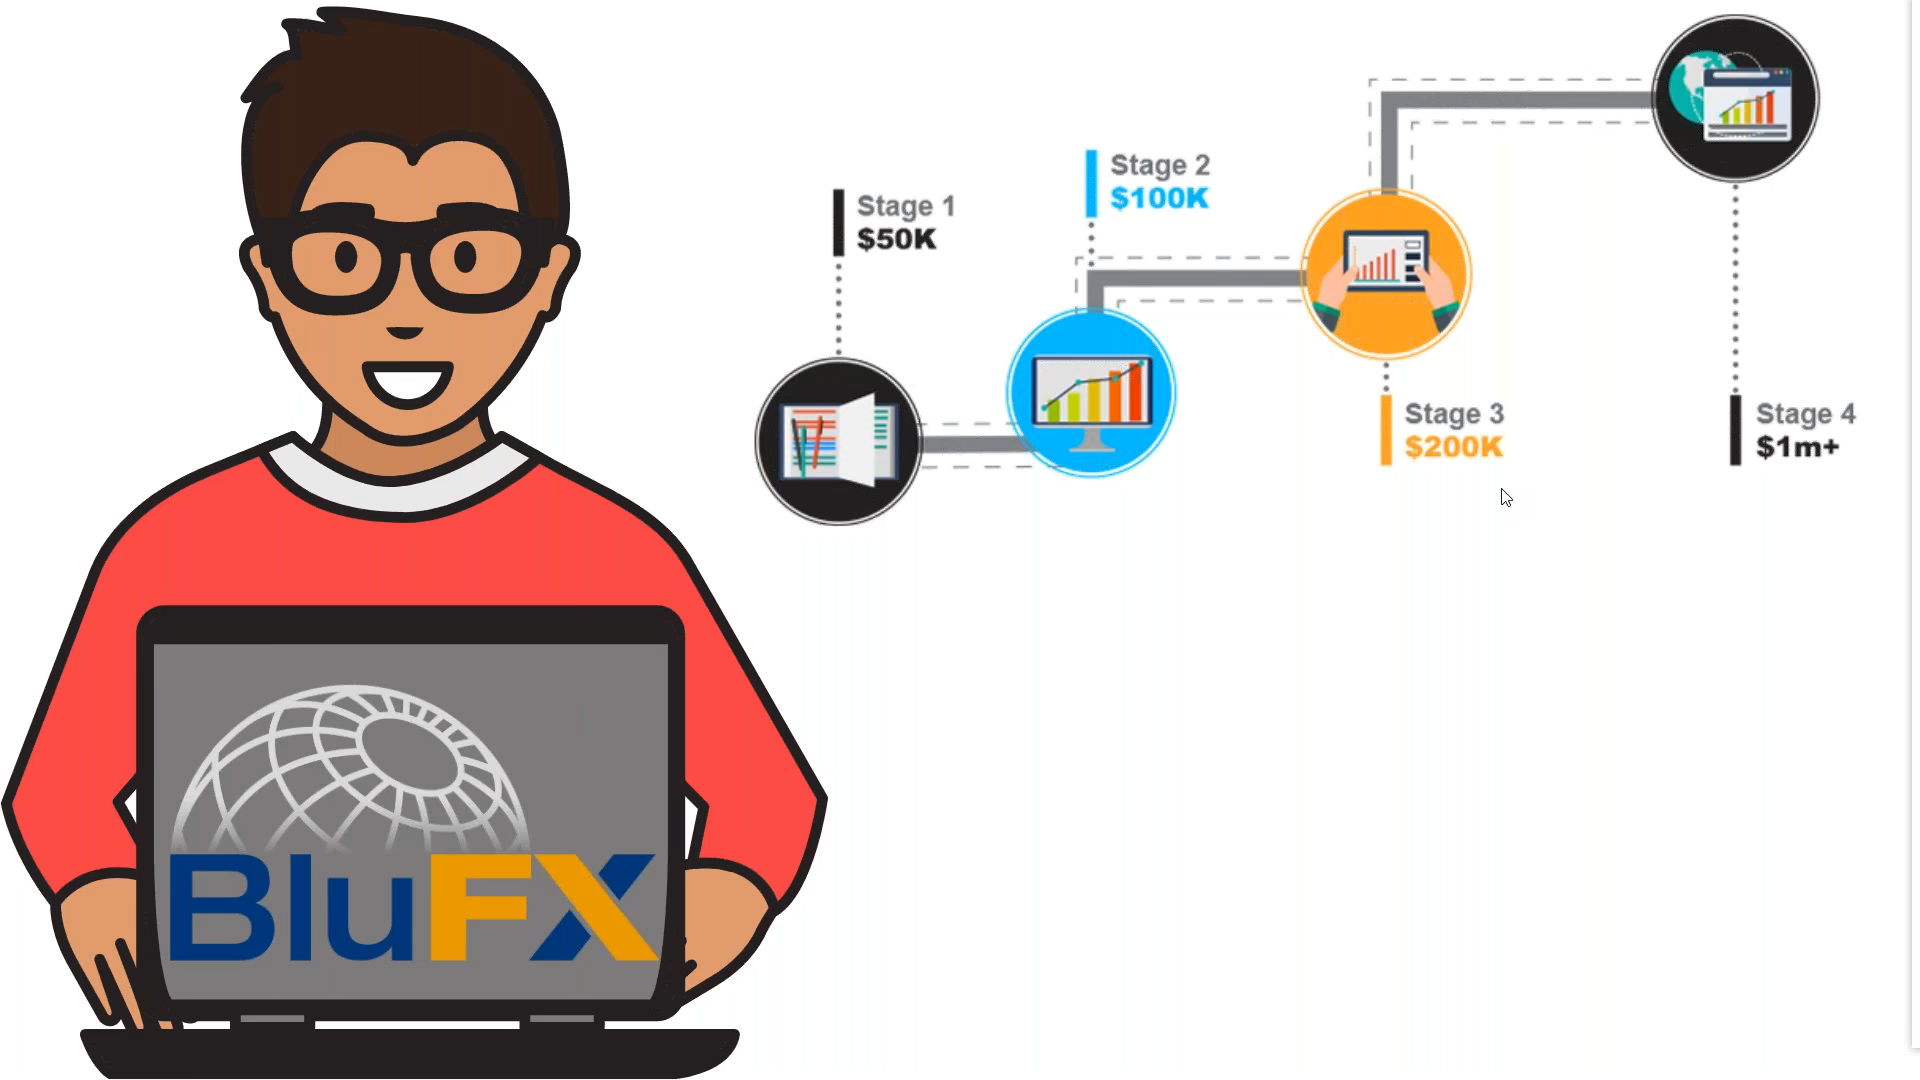 Stage 1
$50K
Stage 2
$100K
Stage 3
$200K
Stage 4
$1m+
BluFX